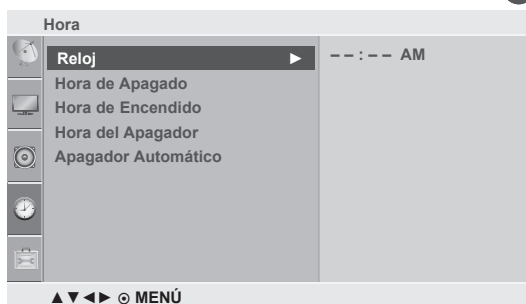 Hora
Reloj ► – – : – – AM
Hora de Apagado
Hora de Encendido
Hora del Apagador
Apagador Automático
▲▼◄► ⊙ MENÚ